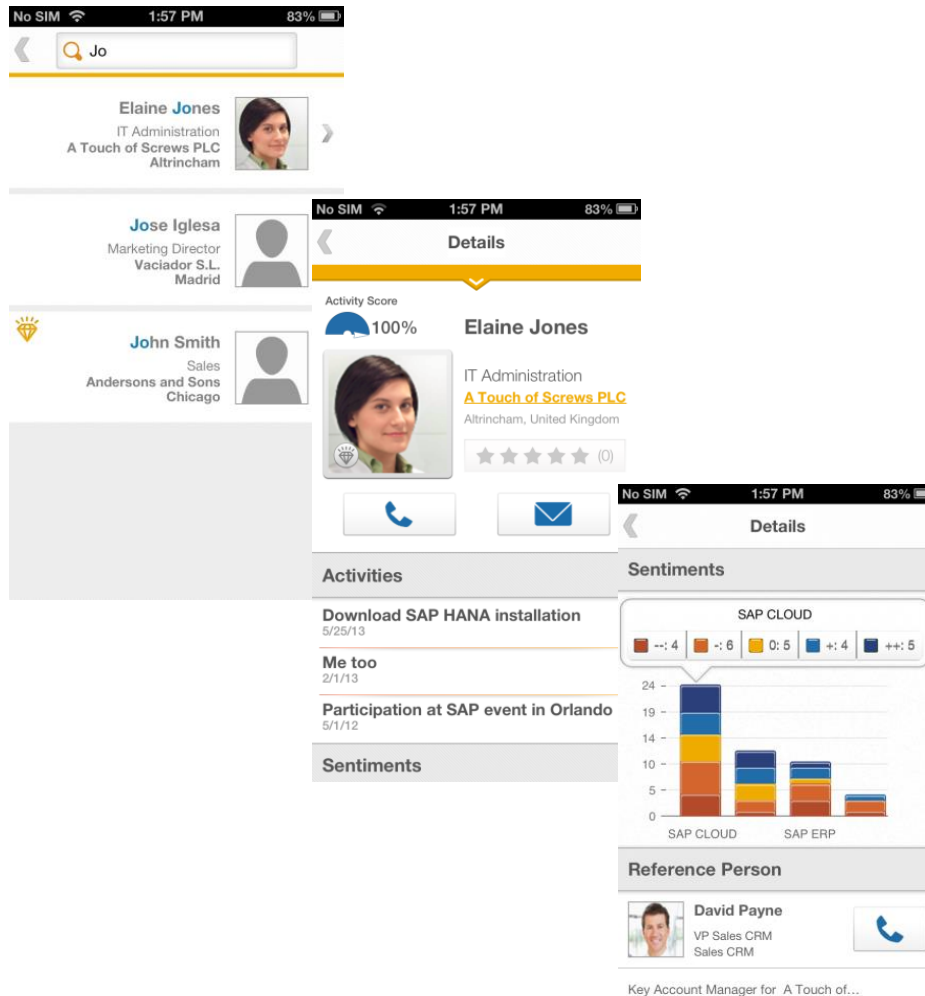 No SIM 1:57 PM 83%
Jo
Elaine Jones
IT Administration
A Touch of Screws PLC
Altrincham
Jose Iglesa
Marketing Director
Vaciador S.L.
Madrid
John Smith
Sales
Andersons and Sons
Chicago
No SIM 1:57 PM 83%
Details
Activity Score
100%
Elaine Jones
IT Administration
A Touch of Screws PLC
Altrincham, United Kingdom
(0)
Activities
Download SAP HANA installation
5/25/13
Me too
2/1/13
Participation at SAP event in Orlando
5/1/12
Sentiments
No SIM 1:57 PM 83%
Details
Sentiments
SAP CLOUD
--: 4 -: 6 0: 5 +: 4 ++: 5
24
19
14
10
5
0
SAP CLOUD SAP ERP
Reference Person
David Payne
VP Sales CRM
Sales CRM
Key Account Manager for A Touch of...